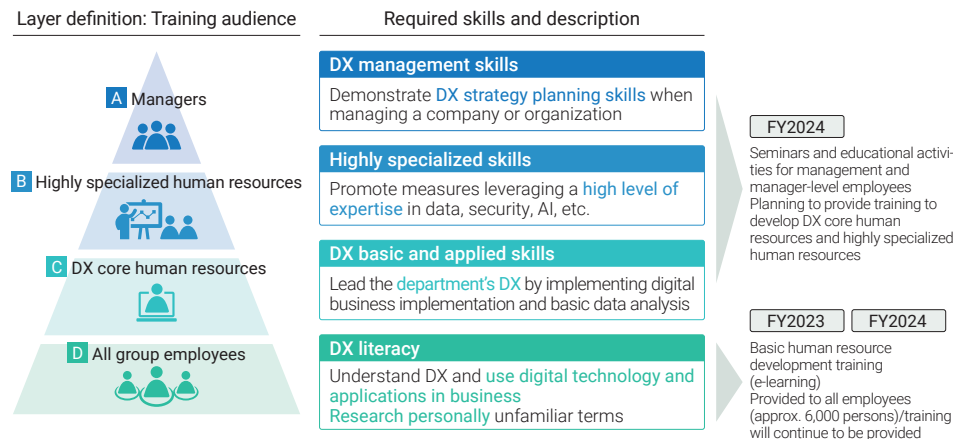 Layer definition: Training audience
A Managers
B Highly specialized human resources
C DX core human resources
D All group employees
Required skills and description
DX management skills
Demonstrate DX strategy planning skills when
managing a company or organization
Highly specialized skills
Promote measures leveraging a high level of
expertise in data, security, AI, etc.
DX basic and applied skills
Lead the department's DX by implementing digital
business implementation and basic data analysis
DX literacy
Understand DX and use digital technology and
applications in business
Research personally unfamiliar terms
FY2024
Seminars and educational activi-
ties for management and
manager-level employees
Planning to provide training to
develop DX core human
resources and highly specialized
human resources
FY2023 FY2024
Basic human resource
development training
(e-learning)
Provided to all employees
(approx. 6,000 persons)/training
will continue to be provided